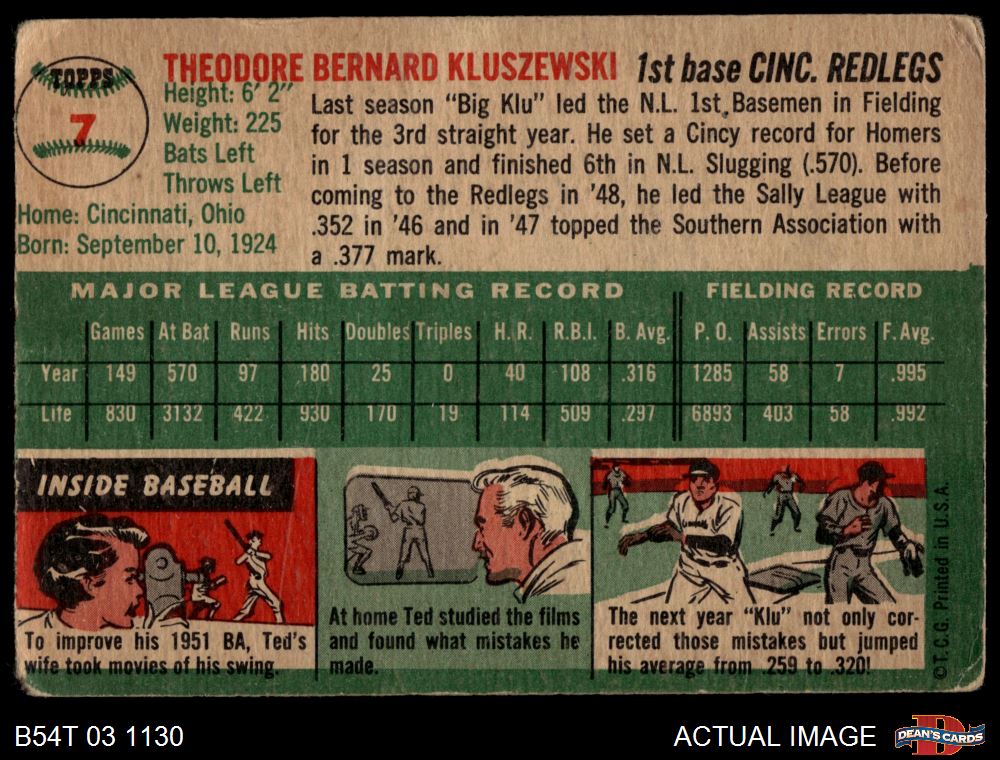 TOPPS
7
THEODORE BERNARD KLUSZEWSKI 1st base CINC. REDLEGS
Height: 6' 2"
Weight: 225
Bats Left
Throws Left
Home: Cincinnati, Ohio
Born: September 10, 1924
Last season "Big Klu" led the N.L. 1st Basemen in Fielding
for the 3rd straight year. He set a Cincy record for Homers
in 1 season and finished 6th in N.L. Slugging (.570). Before
coming to the Redlegs in '48, he led the Sally League with
.352 in '46 and in '47 topped the Southern Association with
a .377 mark.
MAJOR LEAGUE BATTING RECORD FIELDING RECORD
Games At Bat Runs Hits Doubles Triples H. R. R.B.I. B. Avg. P. O. Assists Errors F. Avg.
Year 149 570 97 180 25 0 40 108 .316 1285 58 7 .995
Life 830 3132 422 930 170 19 114 509 .297 6893 403 58 .992
INSIDE BASEBALL
To improve his 1951 BA, Ted's
wife took movies of his swing.
At home Ted studied the films
and found what mistakes he
made.
The next year "Klu" not only cor-
rected those mistakes but jumped
his average from .259 to .320!
© T. C. G. Printed in U. S. A.
B54T 03 1130
ACTUAL IMAGE
DEAN'S CARDS